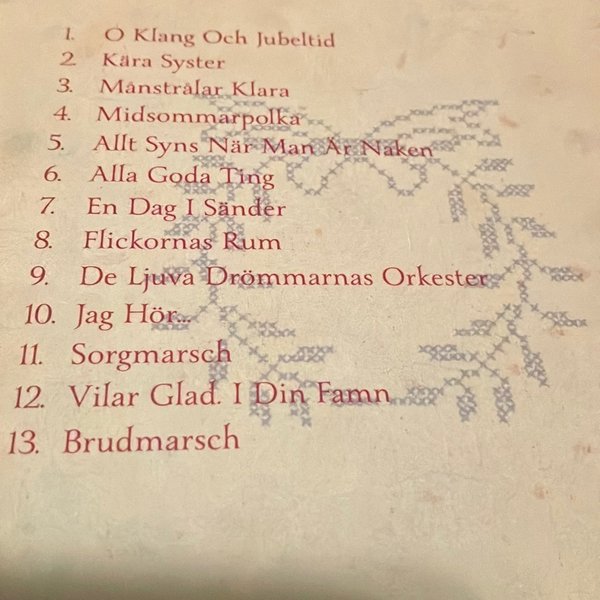 1. O Klang Och Jubeltid
2. Kära Syster
3. Månstrålar Klara
4. Midsommarpolka
5. Allt Syns När Man Är Naken
6. Alla Goda Ting
7. En Dag I Sänder
8. Flickornas Rum
9. De Ljuva Drömmarnas Orkester
10. Jag Hör...
11. Sorgmarsch
12. Vilar Glad. I Din Famn
13. Brudmarsch